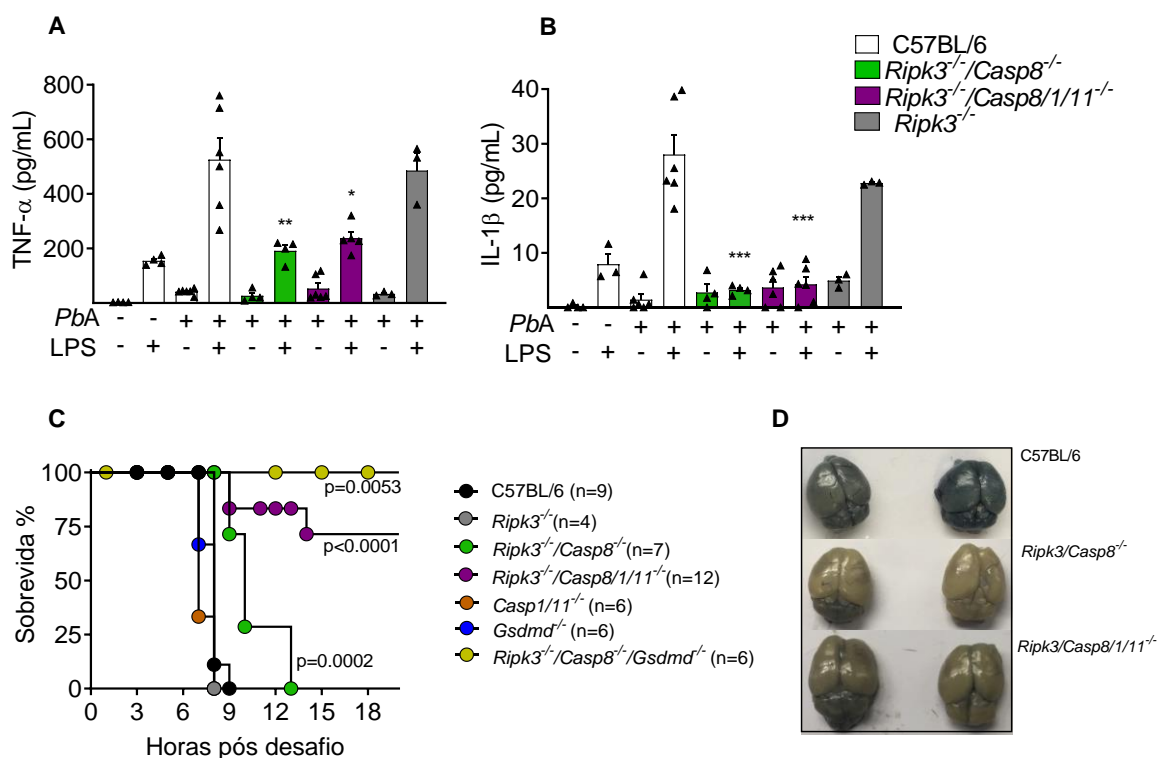 A
TNF-α (pg/mL)
800
600
400
200
**
*
PbA - - + + + + + + + +
LPS - + - + - + - + - +
B
IL-1β (pg/mL)
40
30
20
10
***
***
PbA - - + + + + + + + +
LPS - + - + - + - + - +
C57BL/6
Ripk3-/-/Casp8-/-
Ripk3-/-/Casp8/1/11-/-
Ripk3-/-
C
Sobrevida %
100
75
50
25
0
p=0.0053
p<0.0001
p=0.0002
0 3 6 9 12 15 18
Horas pós desafio
C57BL/6 (n=9)
Ripk3-/-(n=4)
Ripk3-/-/Casp8-/-(n=7)
Ripk3-/-/Casp8/1/11-/-(n=12)
Casp1/11-/- (n=6)
Gsdmd-/- (n=6)
Ripk3-/-/Casp8-/-/Gsdmd-/- (n=6)
D
C57BL/6
Ripk3/Casp8-/-
Ripk3/Casp8/1/11-/-